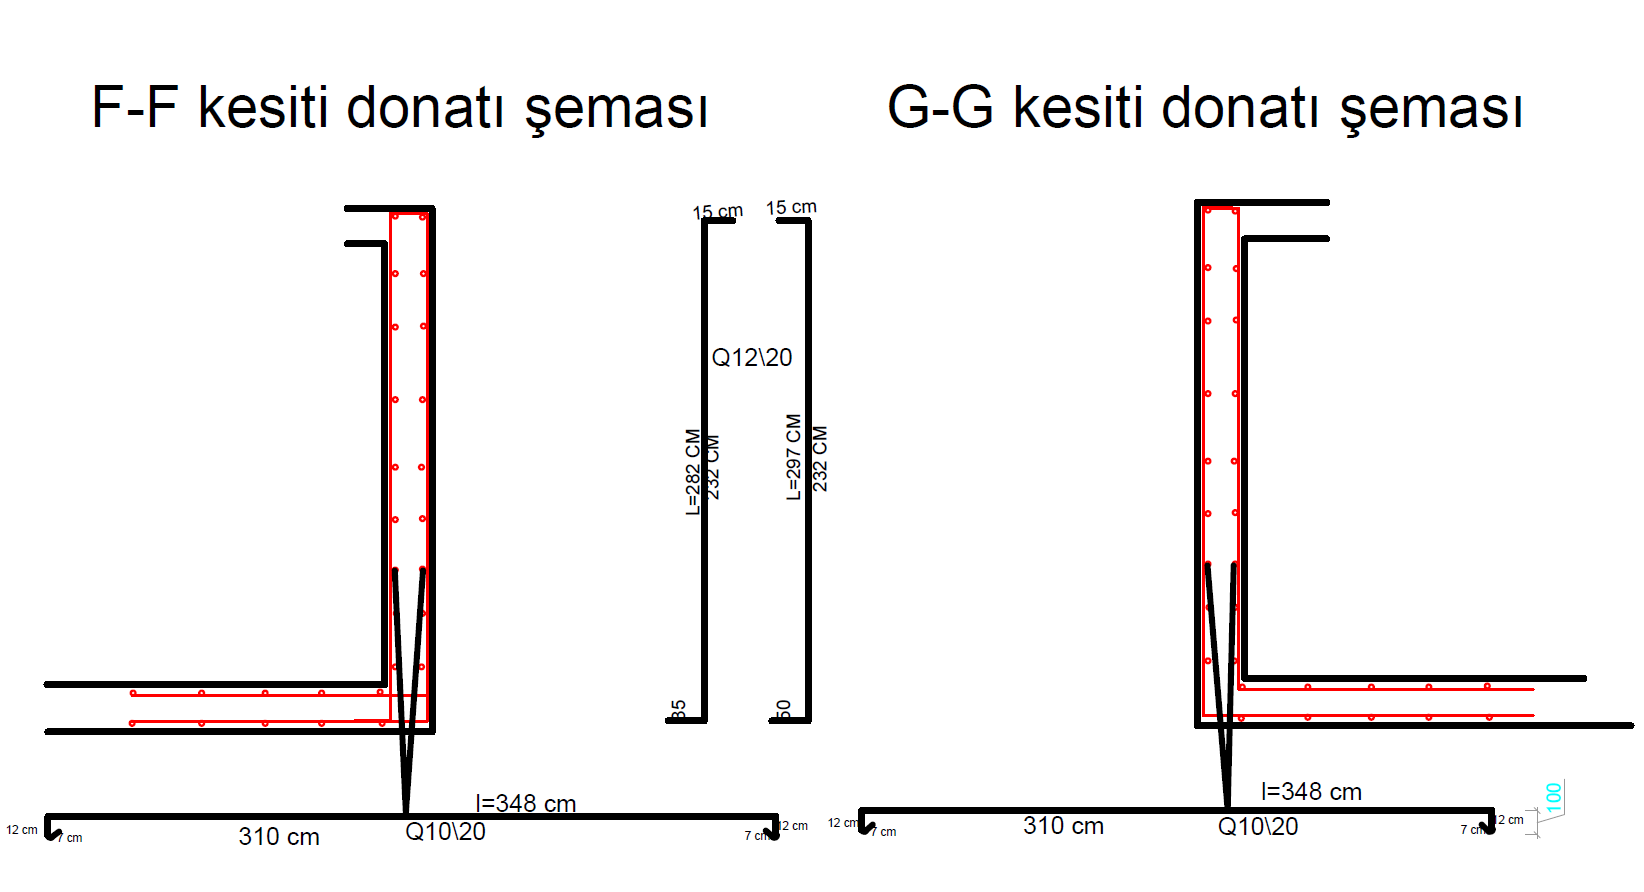 F-F kesiti donatı şeması
G-G kesiti donatı şeması
15 cm
15 cm
Q12\20
L=282 CM
232 CM
L=297 CM
232 CM
35
50
l=348 cm
12 cm
7 cm
310 cm
Q10\20
7 cm
12 cm
l=348 cm
12 cm
7 cm
310 cm
Q10\20
7 cm
12 cm
100